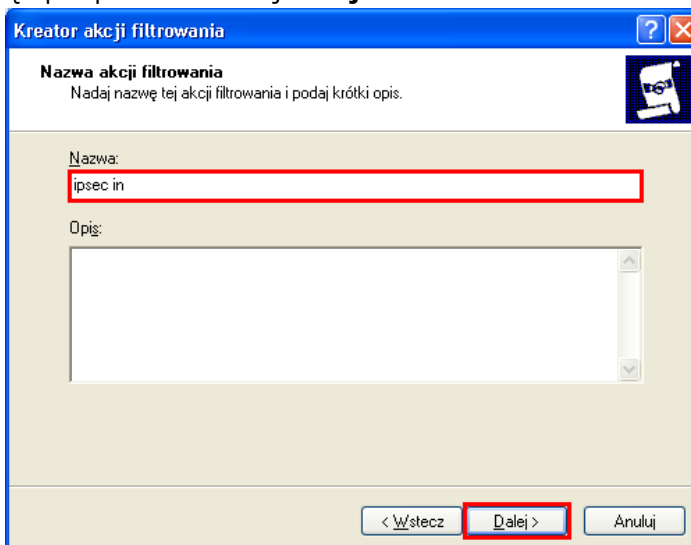 Kreator akcji filtrowania
Nazwa akcji filtrowania
Nadaj nazwę tej akcji filtrowania i podaj krótki opis.
Nazwa:
ipsec in
Opis:
< Wstecz Dalej > Anuluj